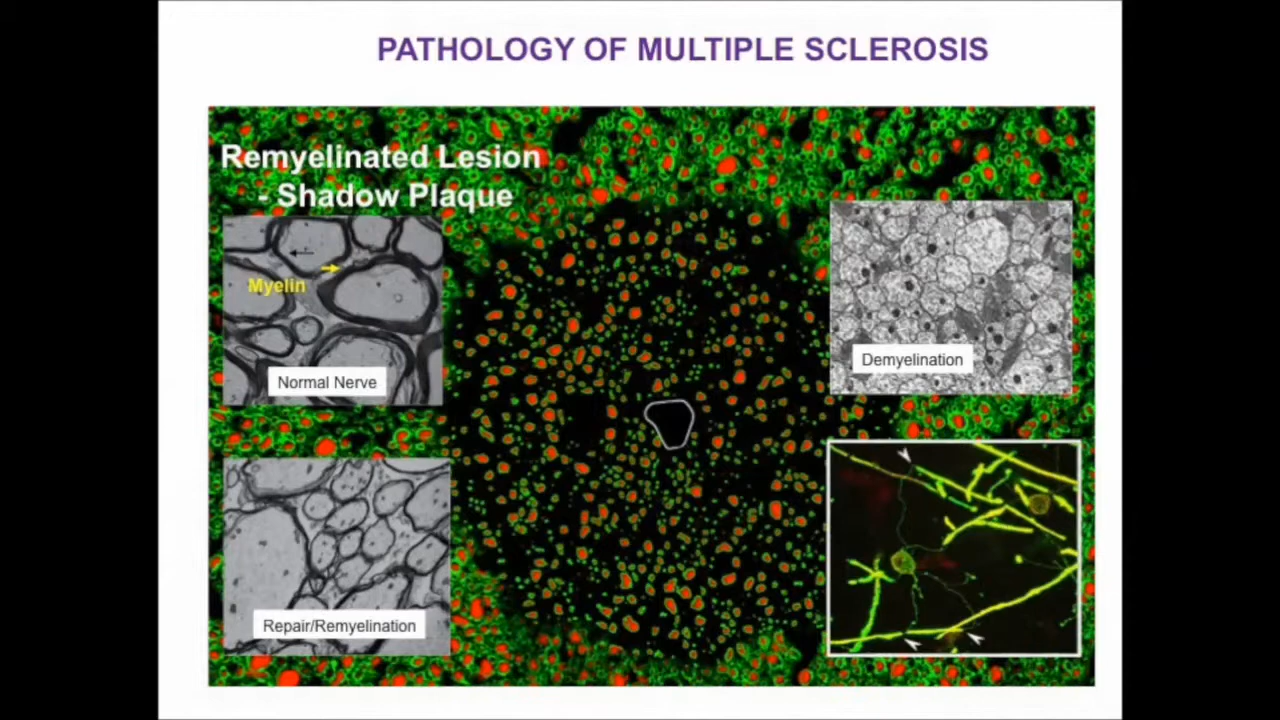 PATHOLOGY OF MULTIPLE SCLEROSIS
Remyelinated Lesion
- Shadow Plaque
Myelin
Normal Nerve
Demyelination
Repair/Remyelination